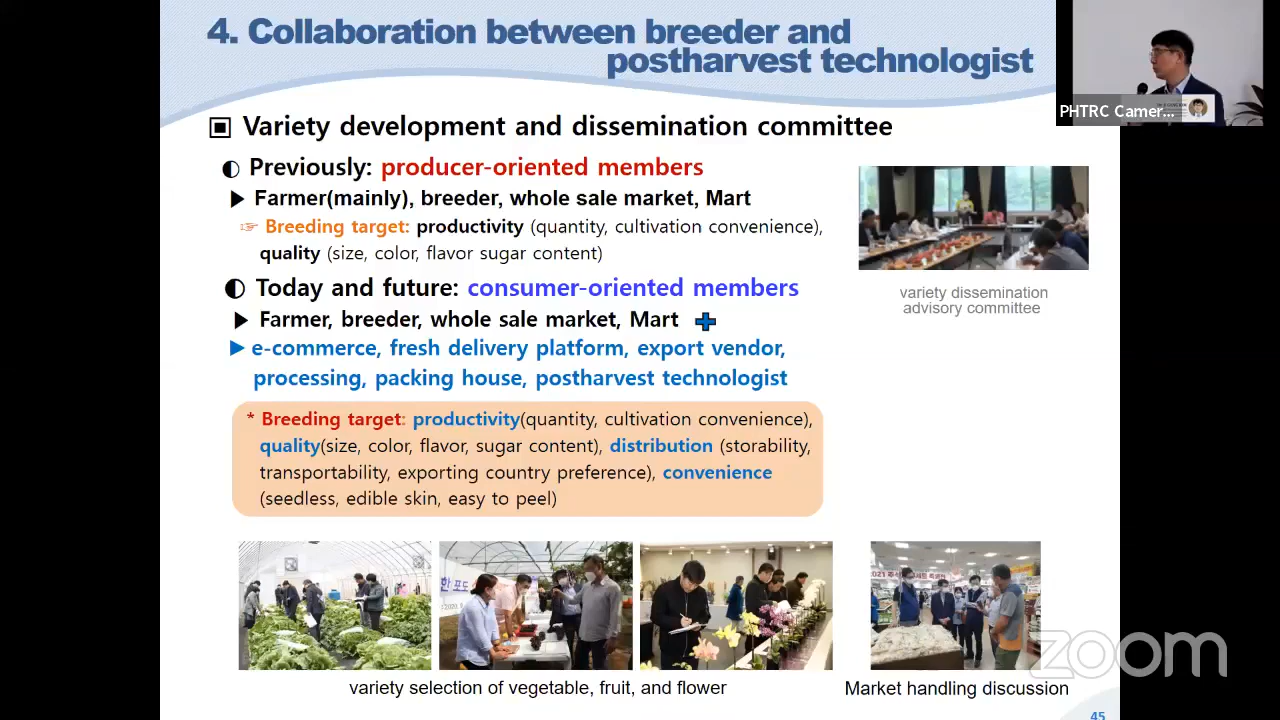 4. Collaboration between breeder and
postharvest technologist
PHTRC Camer...
▣ Variety development and dissemination committee
◐ Previously: producer-oriented members
▶ Farmer(mainly), breeder, whole sale market, Mart
☞ Breeding target: productivity (quantity, cultivation convenience),
quality (size, color, flavor sugar content)
variety dissemination
advisory committee
◐ Today and future: consumer-oriented members
▶ Farmer, breeder, whole sale market, Mart ✚
▶ e-commerce, fresh delivery platform, export vendor,
processing, packing house, postharvest technologist
* Breeding target: productivity(quantity, cultivation convenience),
quality(size, color, flavor, sugar content), distribution (storability,
transportability, exporting country preference), convenience
(seedless, edible skin, easy to peel)
한 포도
2021
variety selection of vegetable, fruit, and flower
Market handling discussion
zoom
45